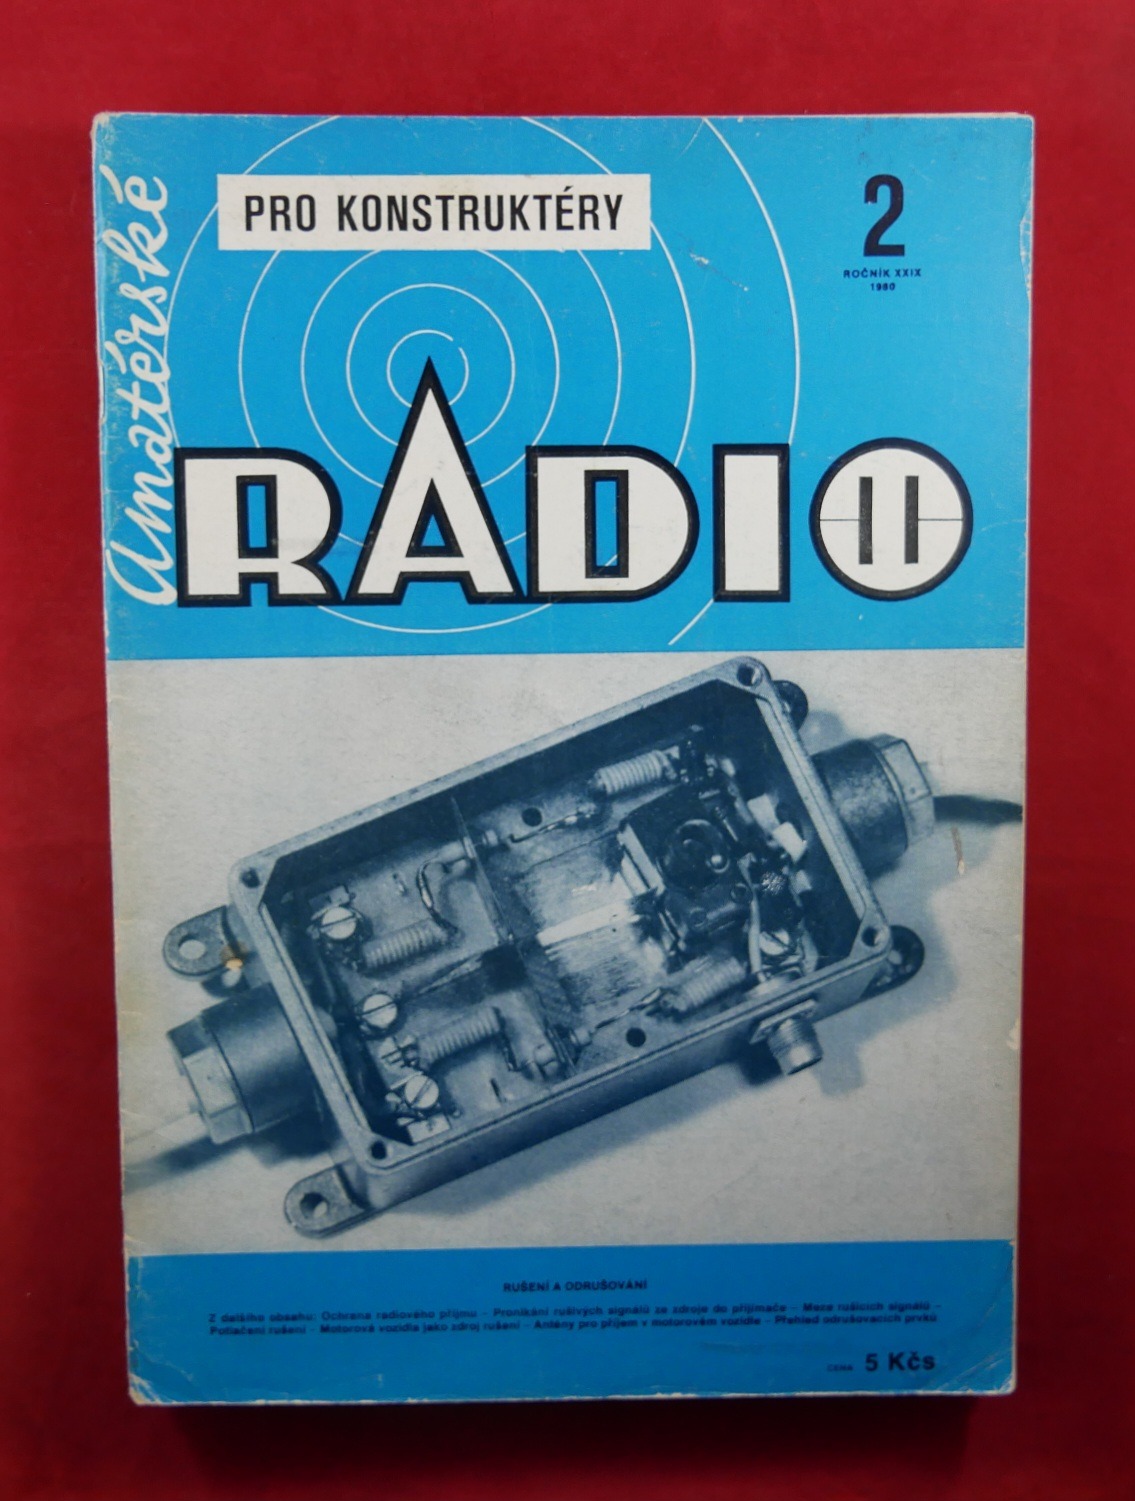 Amatérské
PRO KONSTRUKTÉRY
2
ROČNÍK XXIX
1980
RADIO
RUŠENÍ A ODRUŠOVÁNÍ
Z dalšího obsahu: Ochrana radiového příjmu – Pronikání rušivých signálů ze zdroje do přijímače – Meze rušicích signálů –
Potlačení rušení – Motorová vozidla jako zdroj rušení – Antény pro příjem v motorovém vozidle – Přehled odrušovacích prvků
CENA 5 Kčs